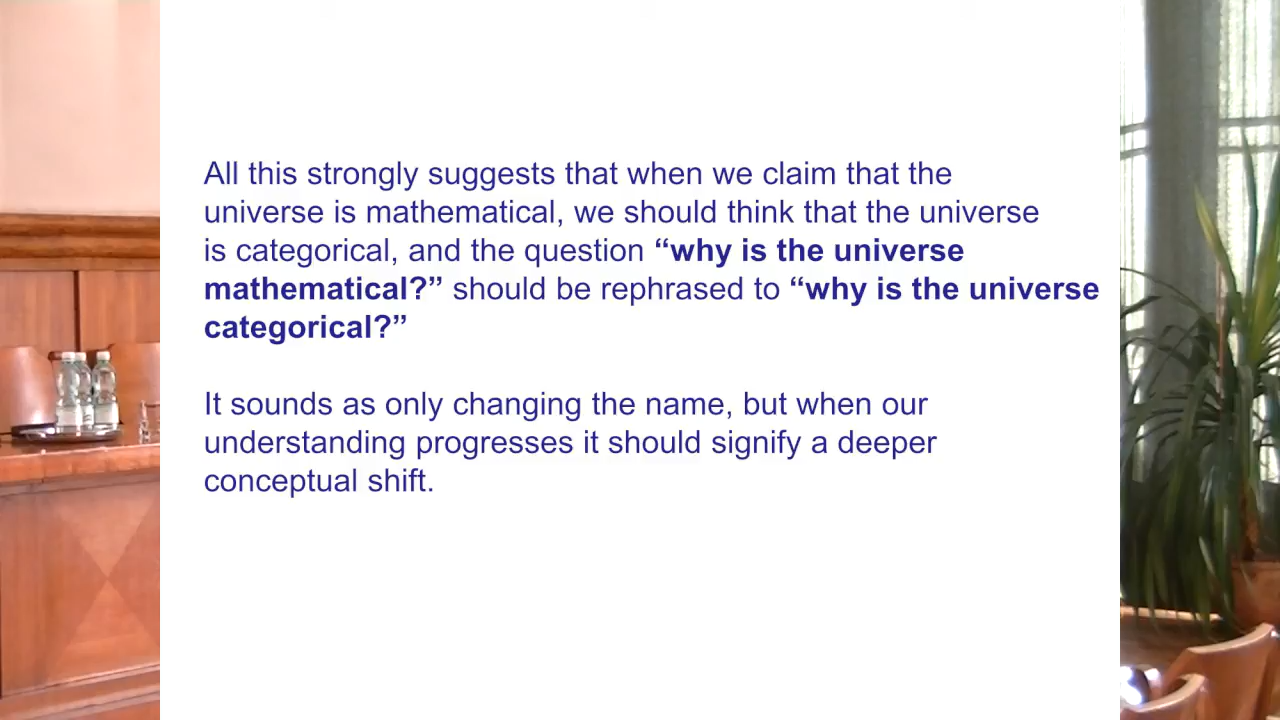 All this strongly suggests that when we claim that the
universe is mathematical, we should think that the universe
is categorical, and the question “why is the universe
mathematical?” should be rephrased to “why is the universe
categorical?”
It sounds as only changing the name, but when our
understanding progresses it should signify a deeper
conceptual shift.